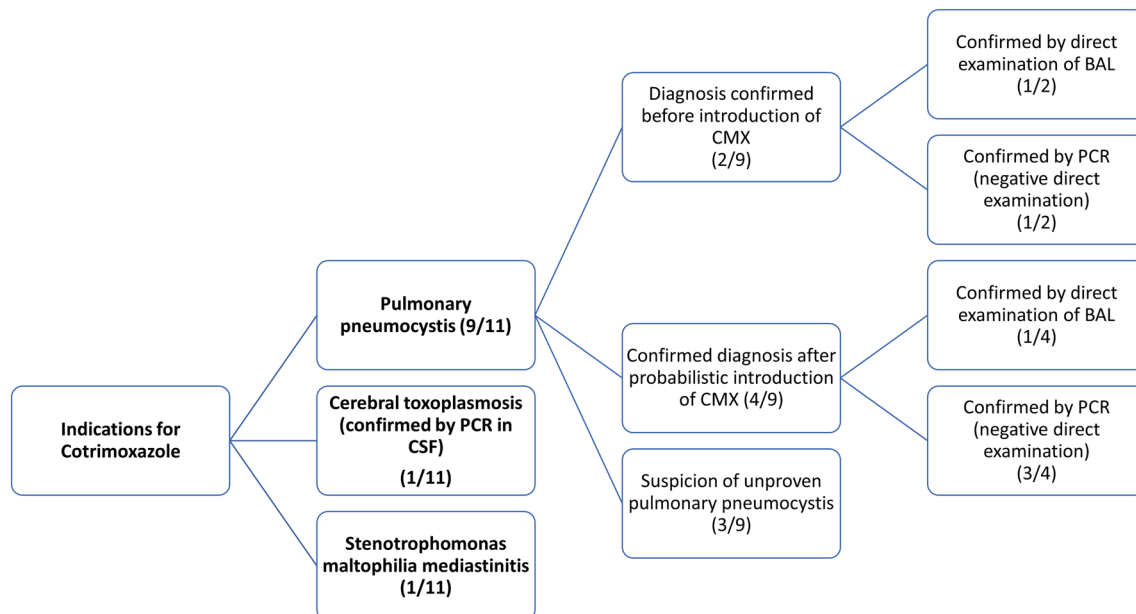 Indications for
Cotrimoxazole
Pulmonary
pneumocystis (9/11)
Cerebral toxoplasmosis
(confirmed by PCR in
CSF)
(1/11)
Stenotrophomonas
maltophilia mediastinitis
(1/11)
Diagnosis confirmed
before introduction of
CMX
(2/9)
Confirmed diagnosis after
probabilistic introduction
of CMX (4/9)
Suspicion of unproven
pulmonary pneumocystis
(3/9)
Confirmed by direct
examination of BAL
(1/2)
Confirmed by PCR
(negative direct
examination)
(1/2)
Confirmed by direct
examination of BAL
(1/4)
Confirmed by PCR
(negative direct
examination)
(3/4)